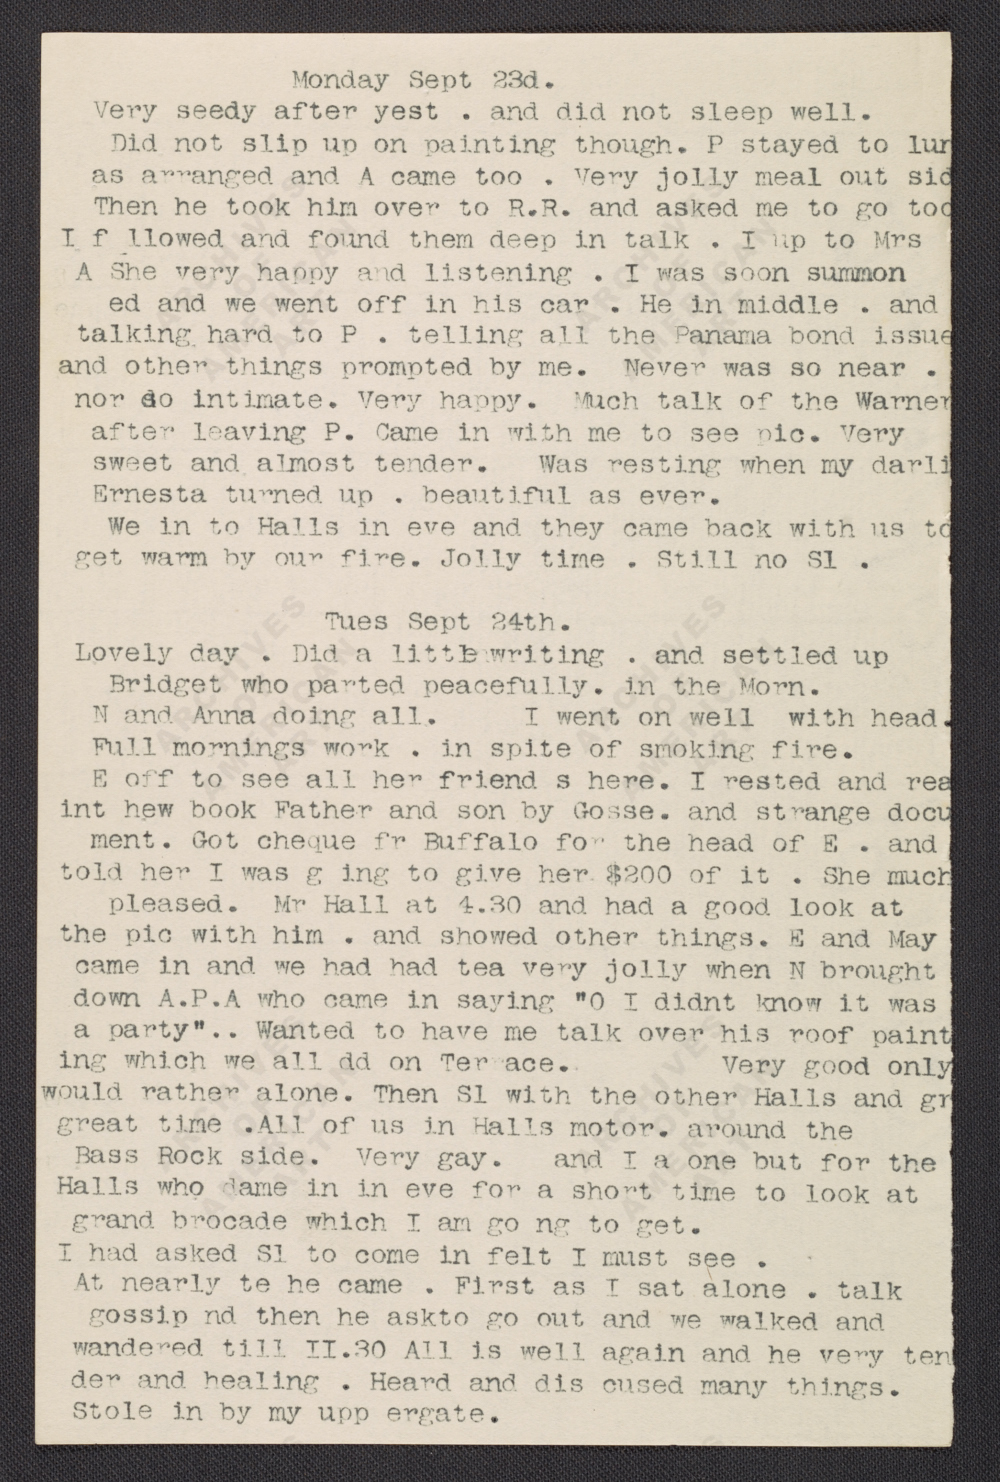 Monday Sept 23d.
Very seedy after yest . and did not sleep well.
Did not slip up on painting though. P stayed to lun
as arranged and A came too . Very jolly meal out sid
Then he took him over to R.R. and asked me to go too
I f llowed and found them deep in talk . I up to Mrs
A She very happy and listening . I was soon summon
ed and we went off in his car . He in middle . and
talking hard to P . telling all the Panama bond issue
and other things prompted by me. Never was so near .
nor so intimate. Very happy. Much talk of the Warner
after leaving P. Came in with me to see pic. Very
sweet and almost tender. Was resting when my darli
Ernesta turned up . beautiful as ever.
We in to Halls in eve and they came back with us to
get warm by our fire. Jolly time . Still no Sl .
Tues Sept 24th.
Lovely day . Did a little writing . and settled up
Bridget who parted peacefully. in the Morn.
N and Anna doing all. I went on well with head.
Full mornings work . in spite of smoking fire.
E off to see all her friend s here. I rested and rea
int hew book Father and son by Gosse. and strange docu
ment. Got cheque fr Buffalo for the head of E . and
told her I was g ing to give her $200 of it . She much
pleased. Mr Hall at 4.30 and had a good look at
the pic with him . and showed other things. E and May
came in and we had had tea very jolly when N brought
down A.P.A who came in saying "O I didnt know it was
a party".. Wanted to have me talk over his roof paint
ing which we all dd on Ter ace. Very good only
would rather alone. Then Sl with the other Halls and gr
great time .All of us in Halls motor. around the
Bass Rock side. Very gay. and I a one but for the
Halls who dame in in eve for a short time to look at
grand brocade which I am go ng to get.
I had asked Sl to come in felt I must see .
At nearly te he came . First as I sat alone . talk
gossip nd then he askto go out and we walked and
wandered till II.30 All is well again and he very ten
der and healing . Heard and dis cused many things.
Stole in by my upp ergate.